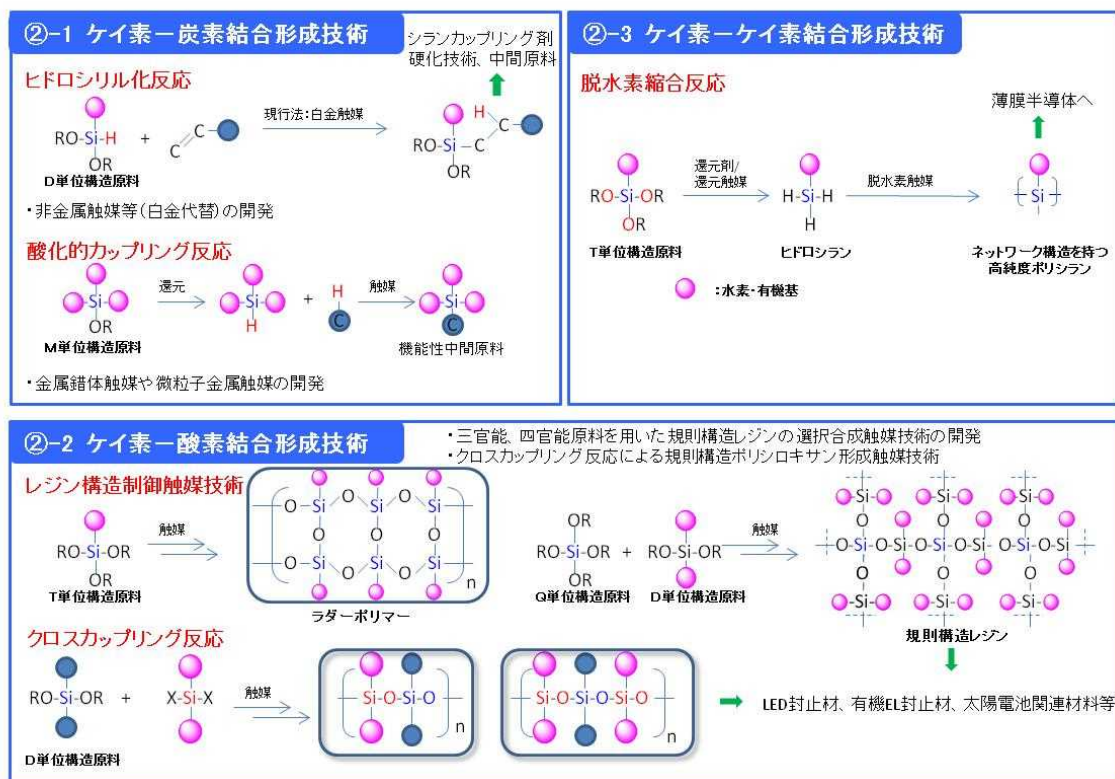 ②-1 ケイ素－炭素結合形成技術
ヒドロシリル化反応
シランカップリング剤
硬化技術、中間原料
RO-Si-H
OR
+
C
C
現行法:白金触媒
H
C
RO-Si-C
OR
D単位構造原料
・非金属触媒等(白金代替)の開発
酸化的カップリング反応
Si
OR
還元
Si
H
+
H
C
触媒
Si
C
M単位構造原料
機能性中間原料
・金属錯体触媒や微粒子金属触媒の開発
②-3 ケイ素－ケイ素結合形成技術
脱水素縮合反応
薄膜半導体へ
RO-Si-OR
OR
還元剤/
還元触媒
H-Si-H
H
脱水素触媒
Si
T単位構造原料
ヒドロシラン
ネットワーク構造を持つ
高純度ポリシラン
:水素・有機基
②-2 ケイ素－酸素結合形成技術
・三官能、四官能原料を用いた規則構造レジンの選択合成触媒技術の開発
・クロスカップリング反応による規則構造ポリシロキサン形成触媒技術
レジン構造制御触媒技術
RO-Si-OR
OR
T単位構造原料
触媒
O-Si O Si O Si
O O O
O-Si O Si O Si
n
ラダーポリマー
OR
RO-Si-OR
OR
Q単位構造原料
+
RO-Si-OR
D単位構造原料
触媒
Si Si Si
O O O
Si-O-Si-O-Si-O-Si-O-Si-O-Si
O O O
Si Si Si
規則構造レジン
クロスカップリング反応
RO-Si-OR
+
X-Si-X
触媒
D単位構造原料
Si-O-Si-O
n
Si-O-Si-O-Si-O
n
LED封止材、有機EL封止材、太陽電池関連材料等